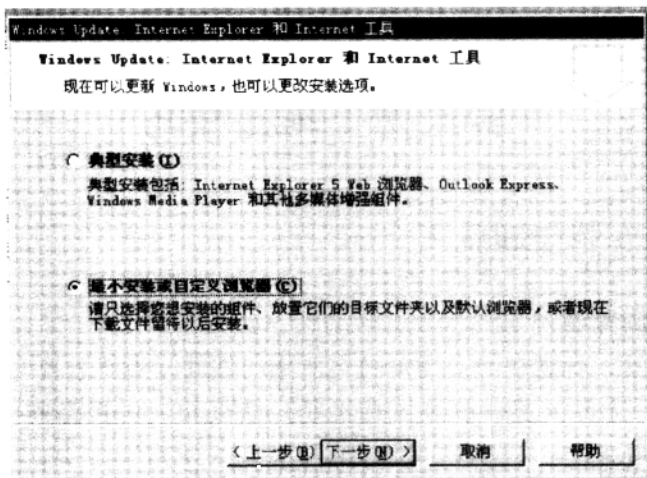 Windows Update: Internet Explorer 和 Internet 工具
Windows Update: Internet Explorer 和 Internet 工具
现在可以更新 Windows，也可以更改安装选项。
典型安装(I)
典型安装包括: Internet Explorer 5 Web 浏览器、Outlook Express、
Windows Media Player 和其他多媒体增强组件。
最小安装或自定义浏览器(C)
请只选择您想安装的组件、放置它们的目标文件夹以及默认浏览器，或者现在
下载文件留待以后安装。
< 上一步(B) 下一步(N) > 取消 帮助